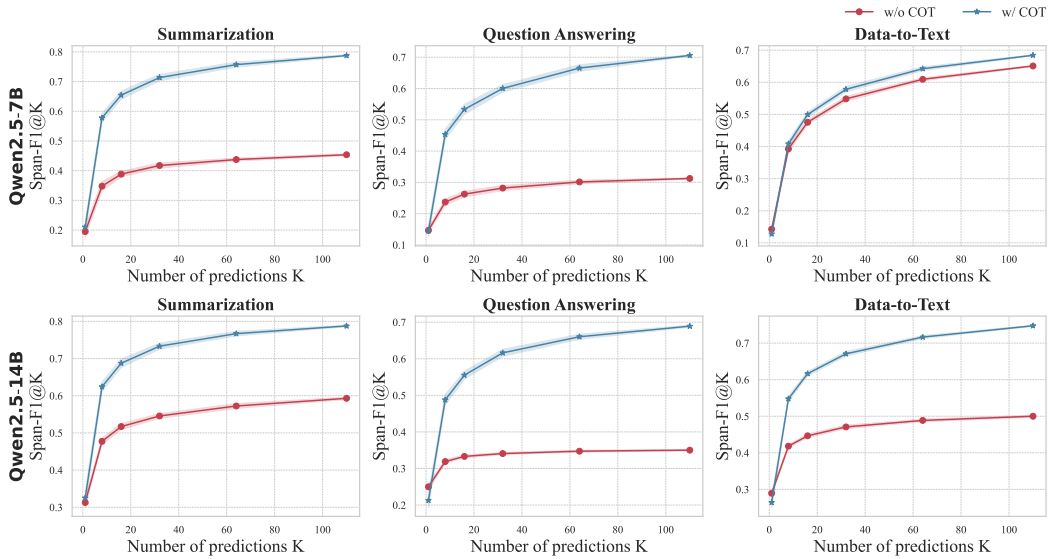 w/o COT w/ COT
Summarization Question Answering Data-to-Text
Qwen2.5-7B
Span-F1@K
0.8
0.7
0.6
0.5
0.4
0.3
0.2
0 20 40 60 80 100
Number of predictions K
Span-F1@K
0.7
0.6
0.5
0.4
0.3
0.2
0.1
0 20 40 60 80 100
Number of predictions K
Span-F1@K
0.7
0.6
0.5
0.4
0.3
0.2
0.1
0 20 40 60 80 100
Number of predictions K
Summarization Question Answering Data-to-Text
Qwen2.5-14B
Span-F1@K
0.8
0.7
0.6
0.5
0.4
0.3
0 20 40 60 80 100
Number of predictions K
Span-F1@K
0.7
0.6
0.5
0.4
0.3
0.2
0 20 40 60 80 100
Number of predictions K
Span-F1@K
0.7
0.6
0.5
0.4
0.3
0 20 40 60 80 100
Number of predictions K